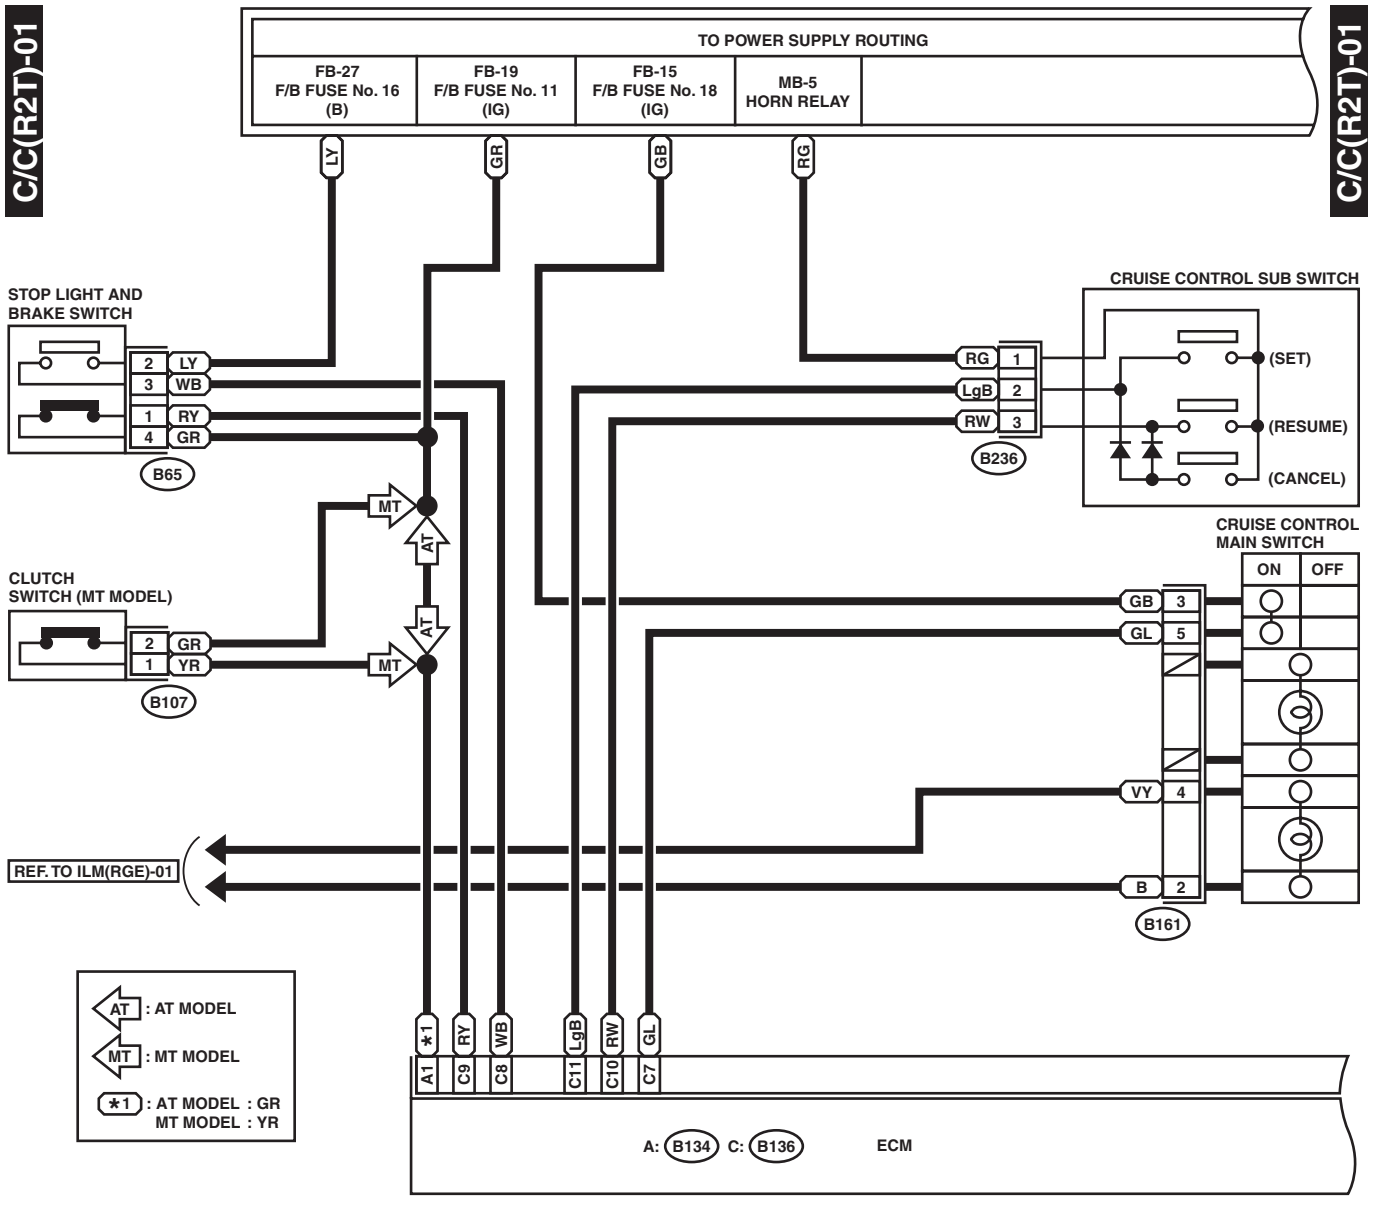 C/C(R2T)-01
C/C(R2T)-01
TO POWER SUPPLY ROUTING
FB-27
F/B FUSE No. 16
(B)
FB-19
F/B FUSE No. 11
(IG)
FB-15
F/B FUSE No. 18
(IG)
MB-5
HORN RELAY
LY
GR
GB
RG
STOP LIGHT AND
BRAKE SWITCH
2 LY
3 WB
1 RY
4 GR
B65
CRUISE CONTROL SUB SWITCH
RG 1
LgB 2
RW 3
B236
(SET)
(RESUME)
(CANCEL)
MT
AT
AT
MT
CLUTCH
SWITCH (MT MODEL)
2 GR
1 YR
B107
CRUISE CONTROL
MAIN SWITCH
ON OFF
GB 3
GL 5
VY 4
B 2
B161
REF. TO ILM(RGE)-01
AT : AT MODEL
MT : MT MODEL
*1 : AT MODEL : GR
MT MODEL : YR
*1 RY WB LgB RW GL
A1 C9 C8 C11 C10 C7
A: B134 C: B136 ECM